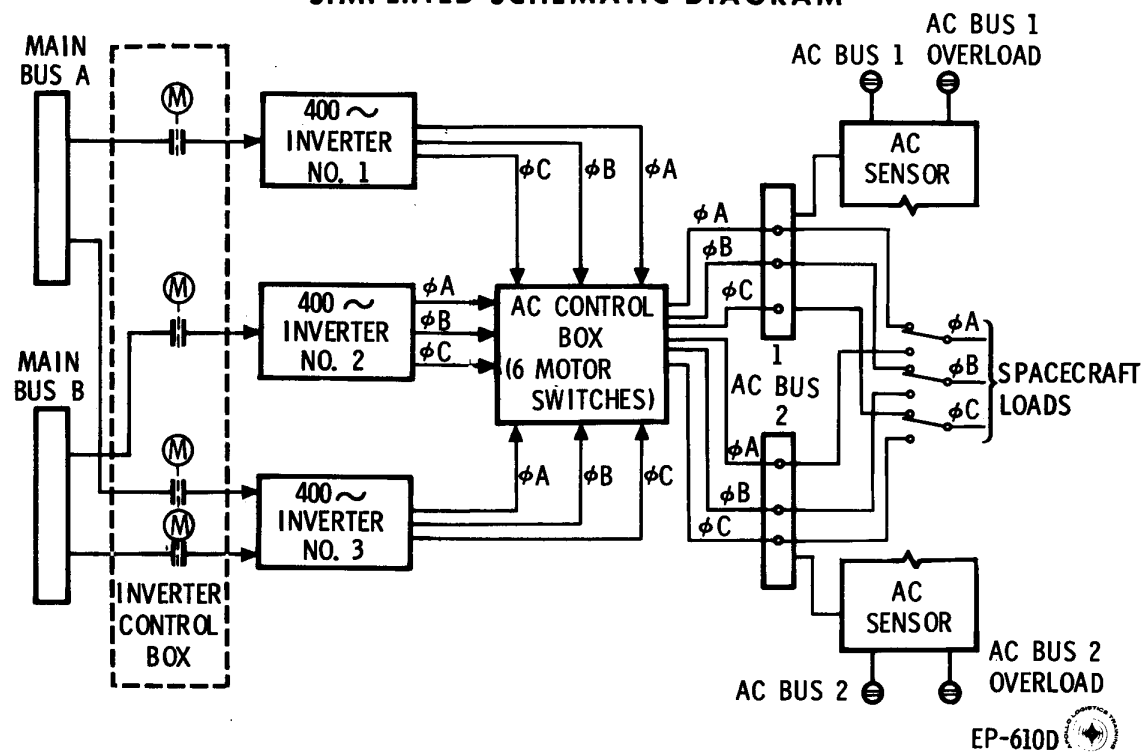 SIMPLIFIED SCHEMATIC DIAGRAM
MAIN
BUS A
M
400 ~
INVERTER
NO. 1
ϕC
ϕB
ϕA
AC BUS 1
AC BUS 1
OVERLOAD
AC
SENSOR
M
400 ~
INVERTER
NO. 2
ϕA
ϕB
ϕC
AC CONTROL
BOX
(6 MOTOR
SWITCHES)
ϕA
ϕB
ϕC
1
AC BUS
2
ϕA
ϕB
ϕC
SPACECRAFT
LOADS
MAIN
BUS B
M
M
400 ~
INVERTER
NO. 3
ϕA
ϕB
ϕC
ϕA
ϕB
ϕC
INVERTER
CONTROL
BOX
AC
SENSOR
AC BUS 2
AC BUS 2
OVERLOAD
EP-610D